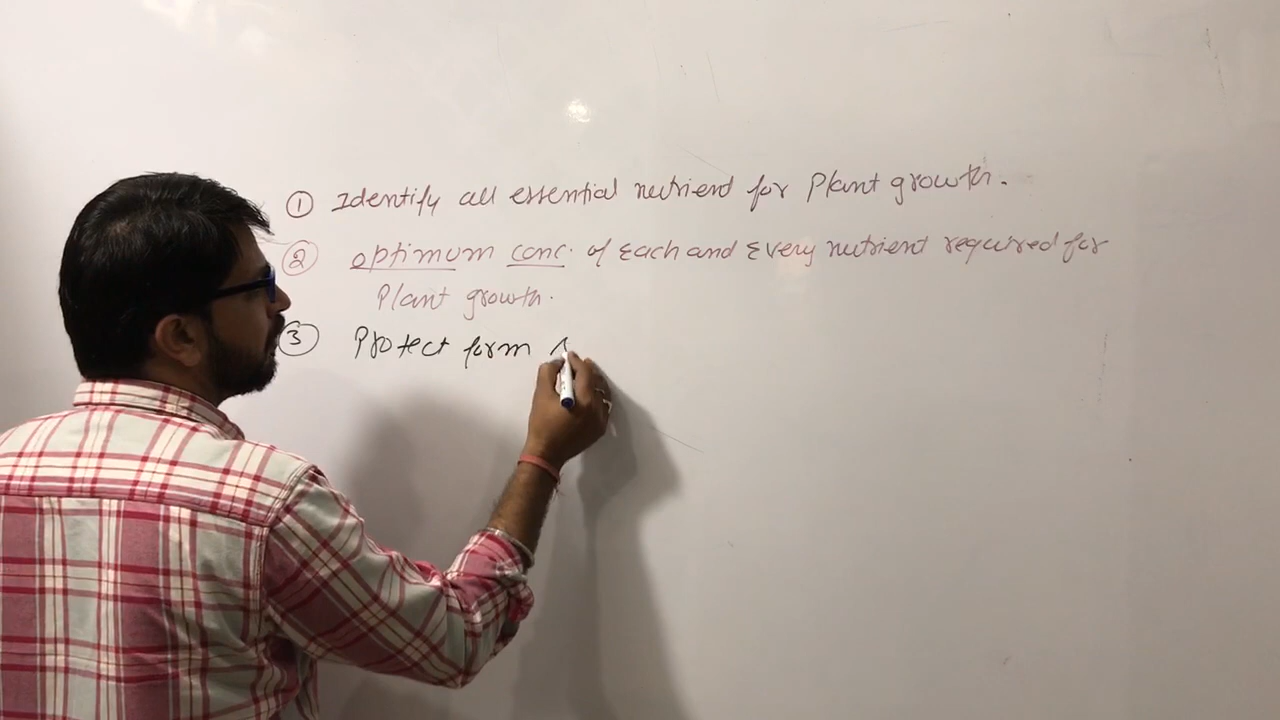 ① Identify all essential nutrient for Plant growth.
② optimum conc. of Each and Every nutrient required for
Plant growth.
③ Protect form